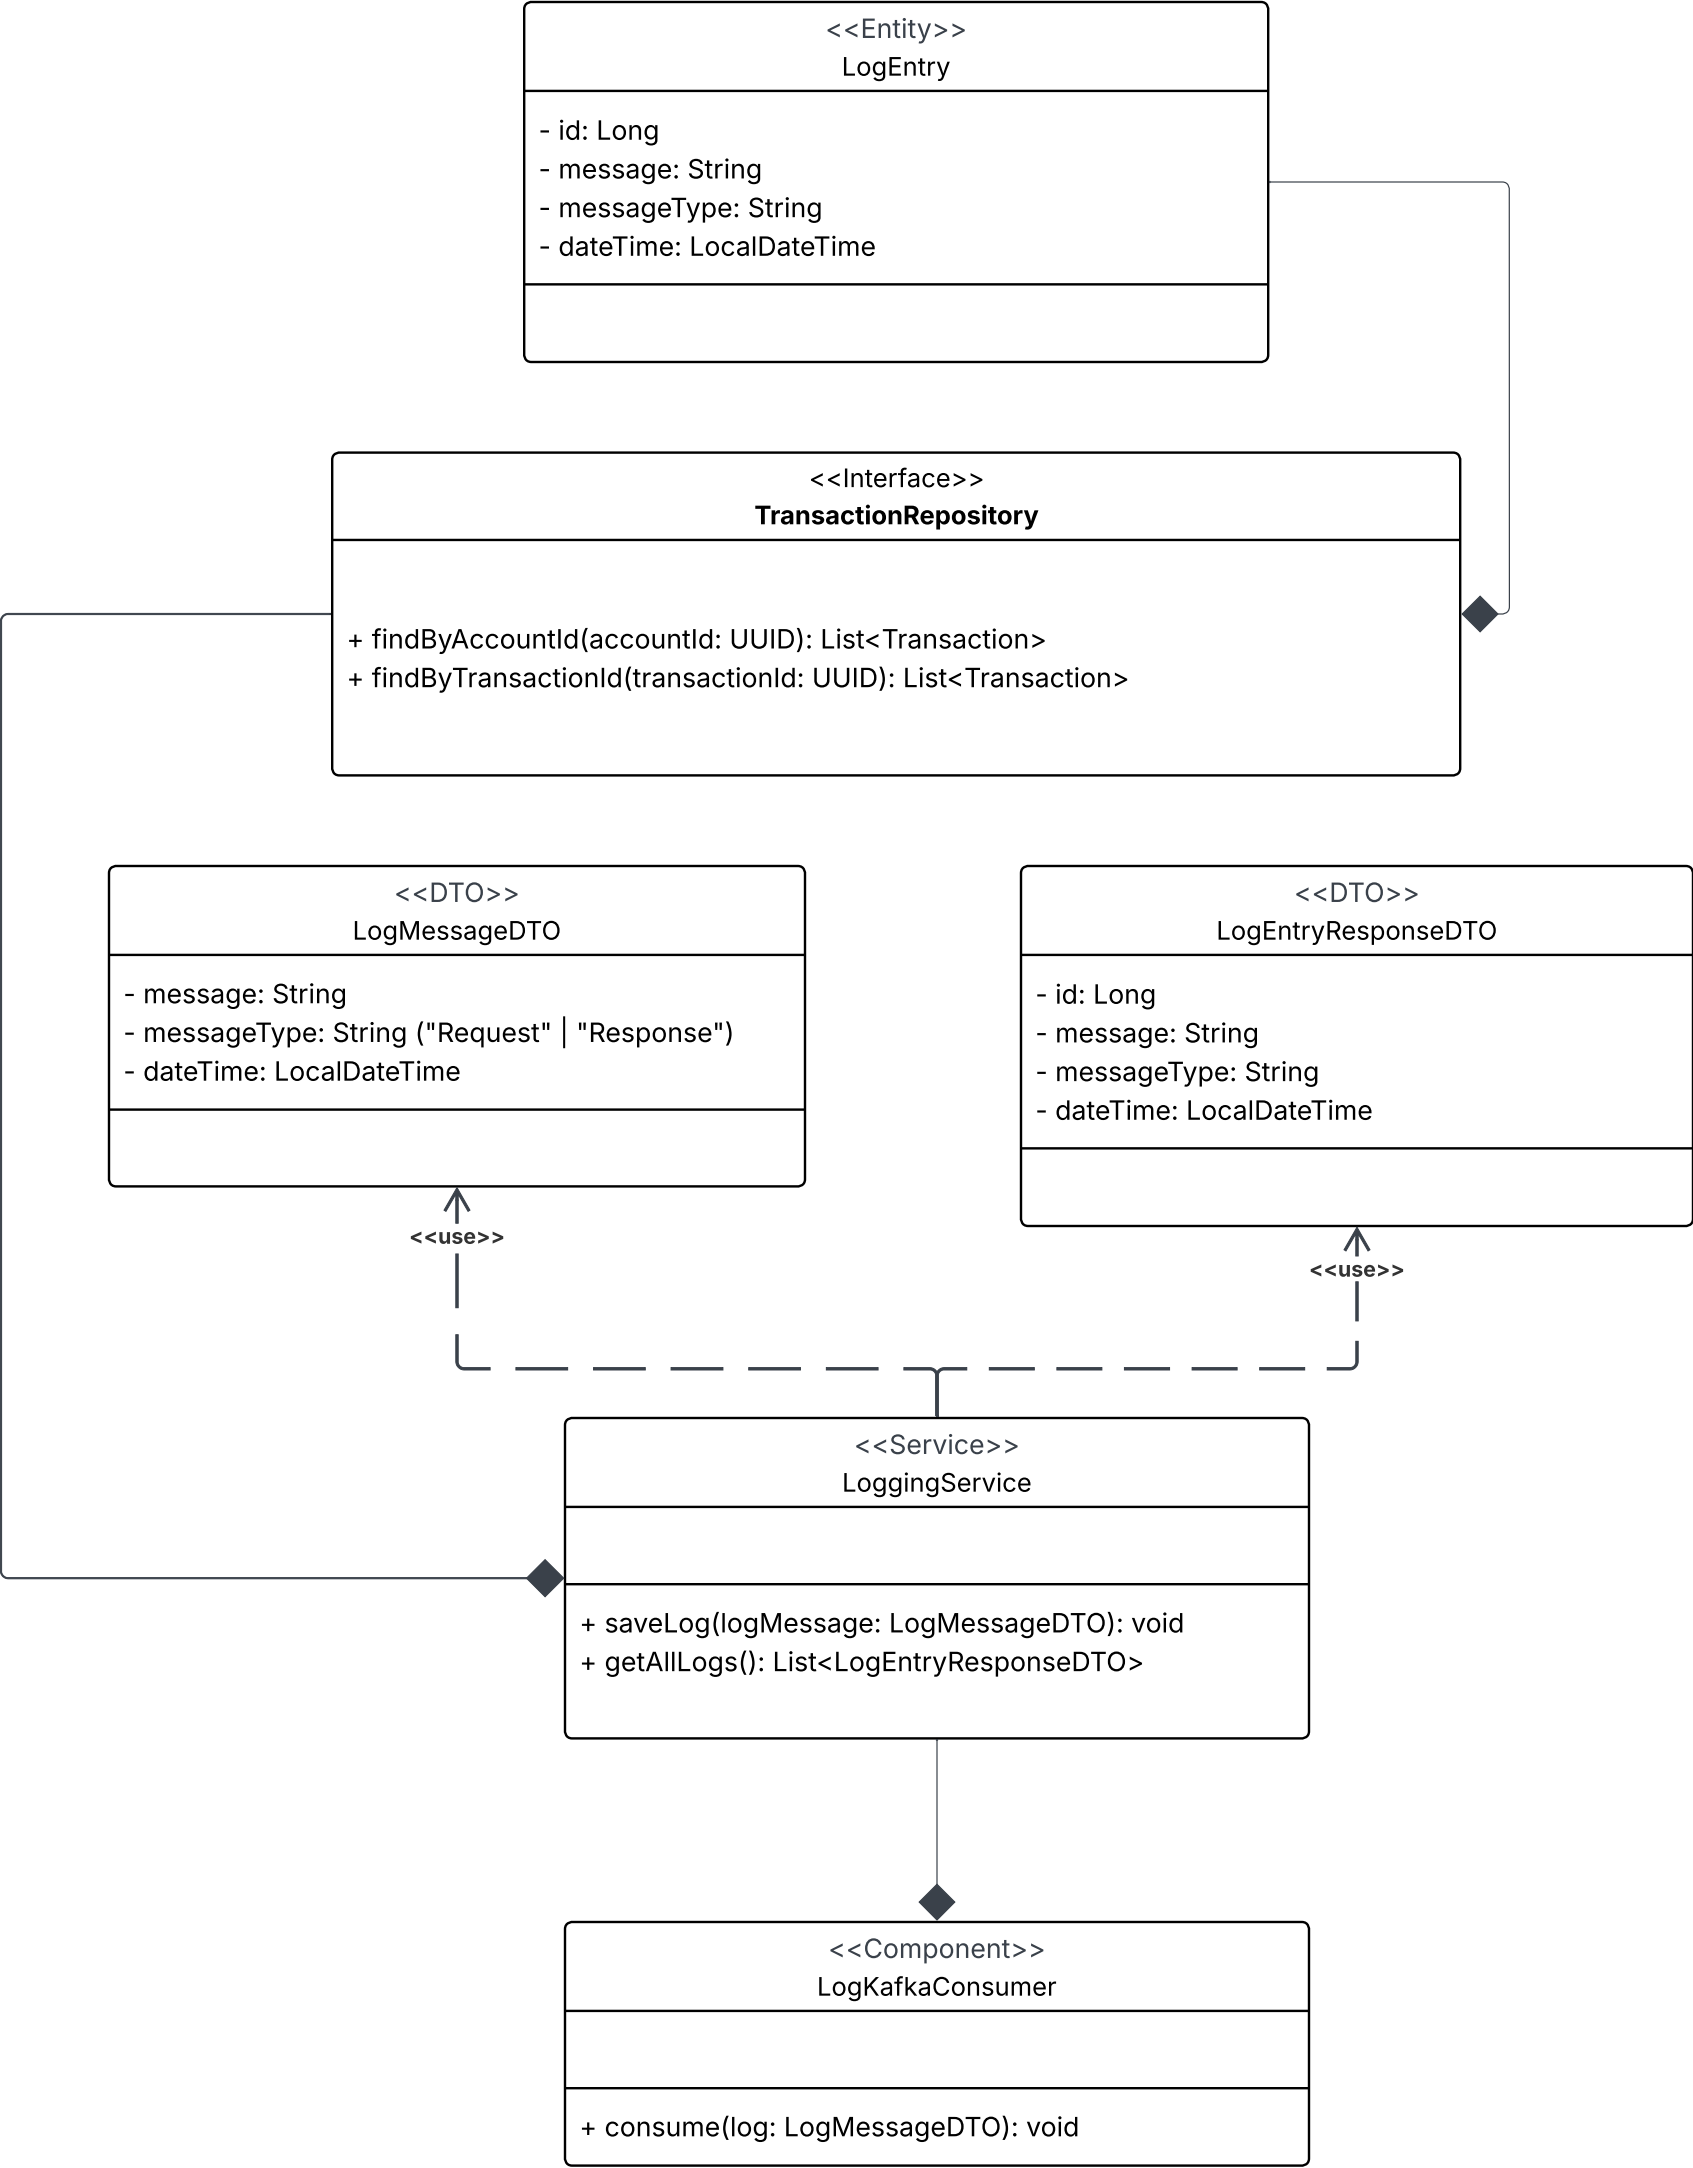 <<Entity>>
LogEntry
- id: Long
- message: String
- messageType: String
- dateTime: LocalDateTime
<<Interface>>
TransactionRepository
+ findByAccountId(accountId: UUID): List<Transaction>
+ findByTransactionId(transactionId: UUID): List<Transaction>
<<DTO>>
LogMessageDTO
- message: String
- messageType: String ("Request" | "Response")
- dateTime: LocalDateTime
<<DTO>>
LogEntryResponseDTO
- id: Long
- message: String
- messageType: String
- dateTime: LocalDateTime
<<use>>
<<use>>
<<Service>>
LoggingService
+ saveLog(logMessage: LogMessageDTO): void
+ getAllLogs(): List<LogEntryResponseDTO>
<<Component>>
LogKafkaConsumer
+ consume(log: LogMessageDTO): void